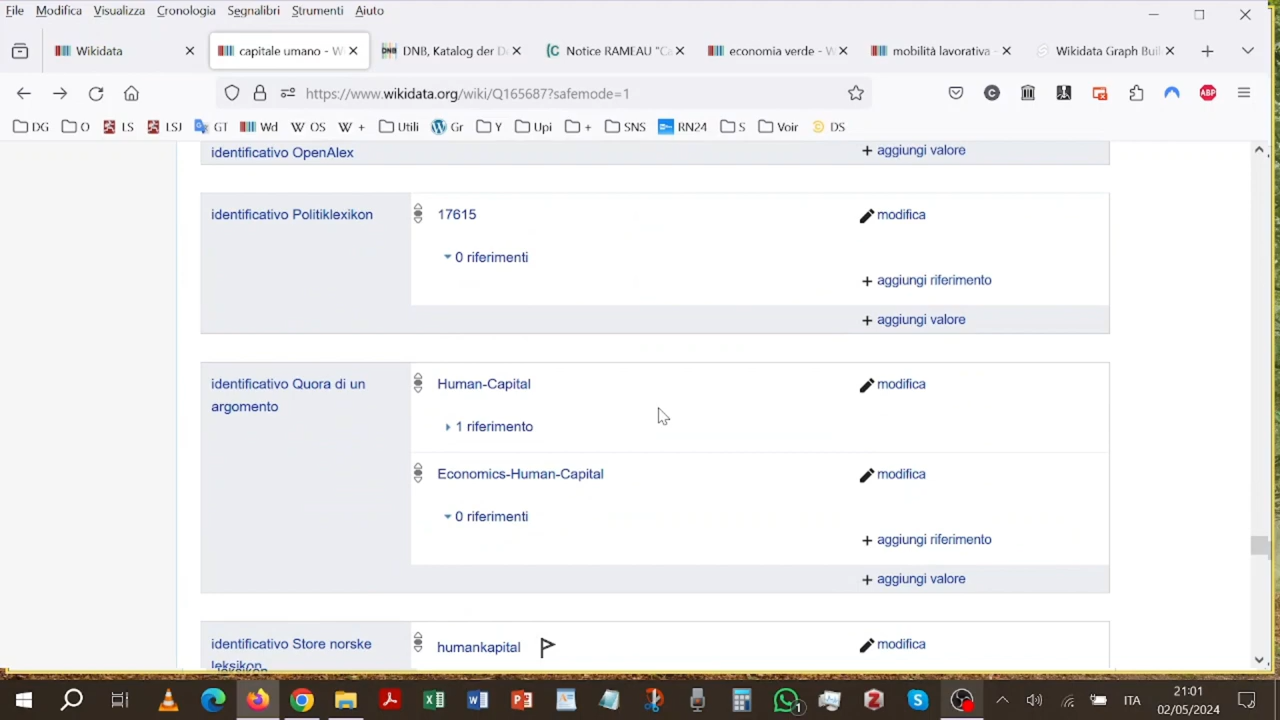 File Modifica Visualizza Cronologia Segnalibri Strumenti Aiuto
Wikidata
capitale umano - W
DNB, Katalog der De
Notice RAMEAU "Ca
economia verde - W
mobilità lavorativa -
Wikidata Graph Buil
https://www.wikidata.org/wiki/Q165687?safemode=1
DG O LS LSJ GT Wd OS W + Utili Gr Y Upi + SNS RN24 S Voir DS
identificativo OpenAlex
+ aggiungi valore
identificativo Politiklexikon
17615
modifica
0 riferimenti
+ aggiungi riferimento
+ aggiungi valore
identificativo Quora di un
argomento
Human-Capital
modifica
1 riferimento
Economics-Human-Capital
modifica
0 riferimenti
+ aggiungi riferimento
+ aggiungi valore
identificativo Store norske
leksikon
humankapital
modifica
ITA
21:01
02/05/2024